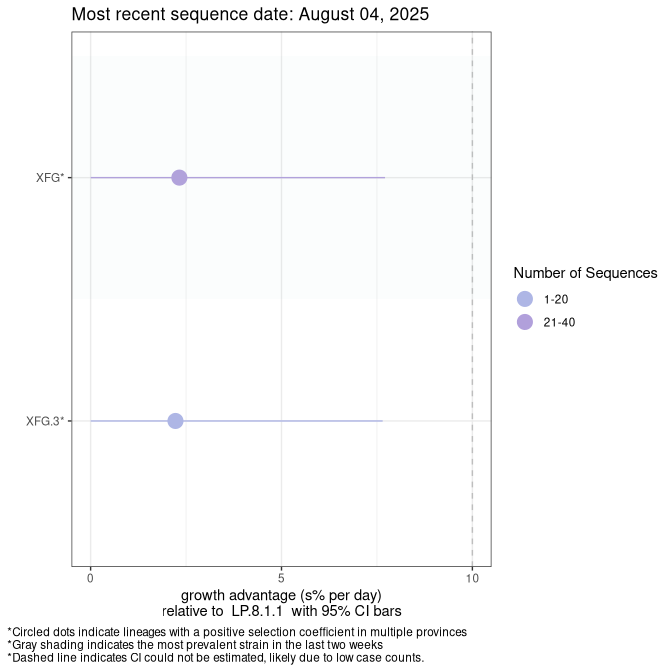 Most recent sequence date: August 04, 2025
XFG*
XFG.3*
0 5 10
growth advantage (s% per day)
relative to LP.8.1.1 with 95% CI bars
Number of Sequences
1-20
21-40
*Circled dots indicate lineages with a positive selection coefficient in multiple provinces
*Gray shading indicates the most prevalent strain in the last two weeks
*Dashed line indicates CI could not be estimated, likely due to low case counts.